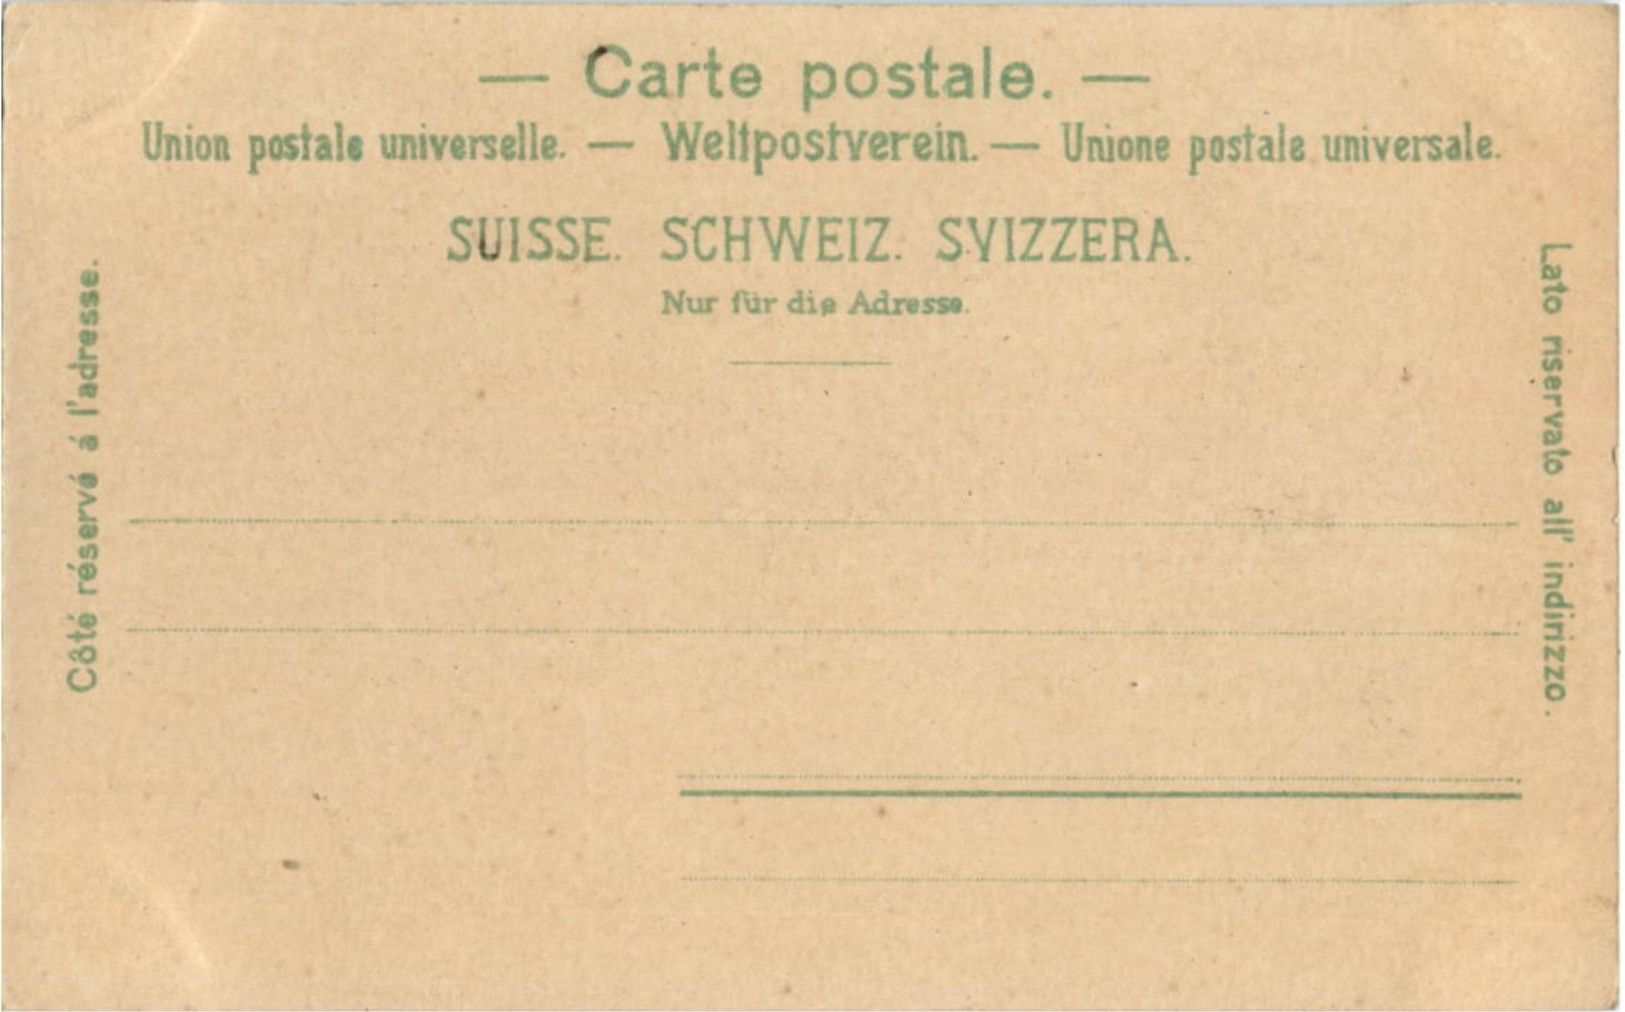 — Carte postale. —
Union postale universelle. — Weltpostverein. — Unione postale universale.
SUISSE. SCHWEIZ. SVIZZERA.
Nur für die Adresse.
Côté réservé á l'adresse.
Lato riservato all' indirizzo.